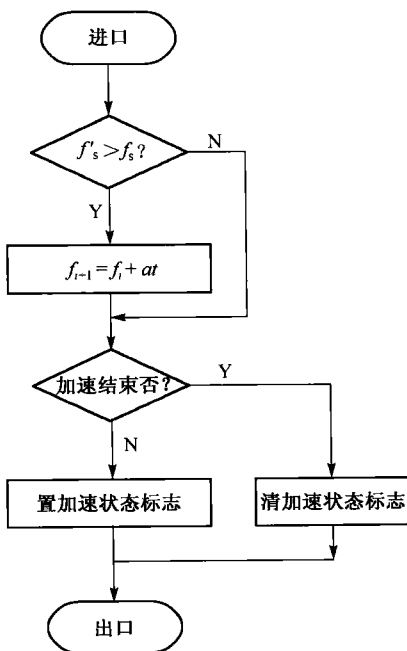 进口
f's>fs?
N
Y
fi+1=fi+at
加速结束否?
Y
N
置加速状态标志
清加速状态标志
出口